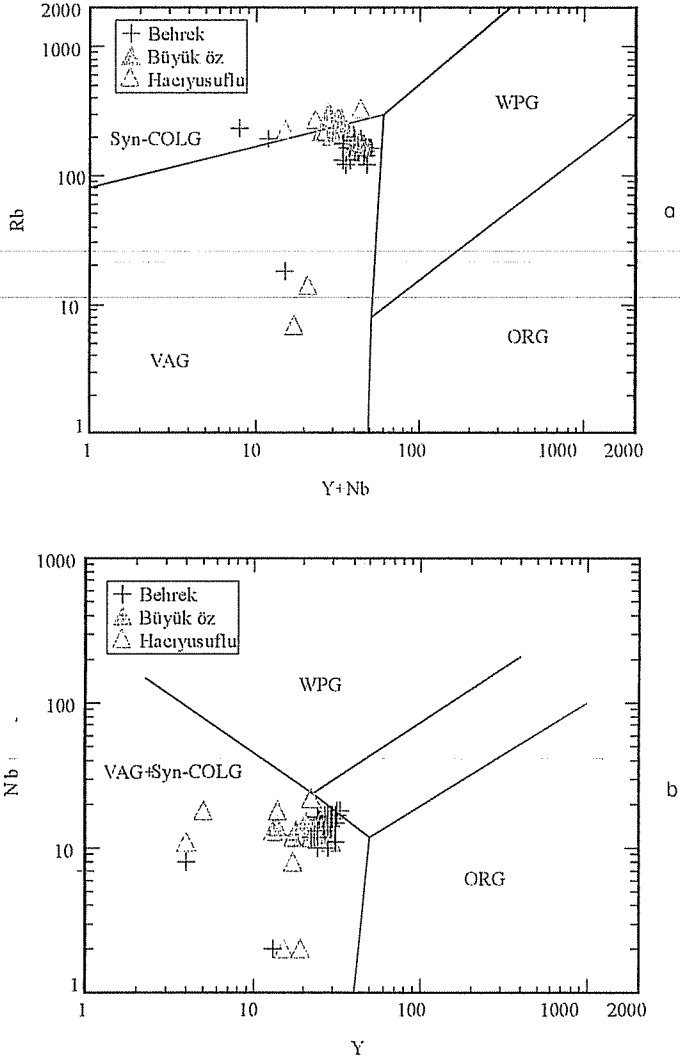 2000
1000
100
10
1
Rb
Behrek
Büyük öz
Hacıyusuflu
Syn-COLG
WPG
VAG
ORG
1 10 100 1000 2000
Y+Nb
a
1000
100
10
1
Nb
Behrek
Büyük öz
Hacıyusuflu
WPG
VAG+Syn-COLG
ORG
1 10 100 1000 2000
Y
b